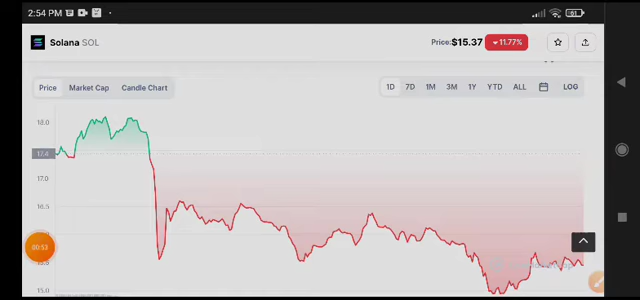 2:54 PM 61
Solana SOL Price:$15.37 ▼11.77%
Price Market Cap Candle Chart 1D 7D 1M 3M 1Y YTD ALL LOG
18.0
17.4
17.0
16.5
00:53
15.0